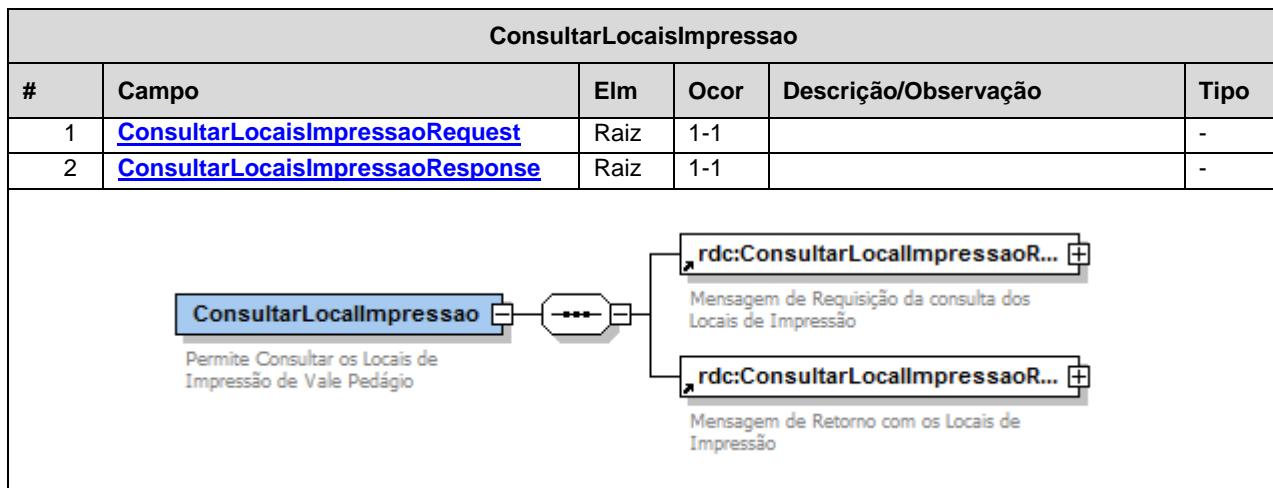 ConsultarLocaisImpressao
# Campo Elm Ocor Descrição/Observação Tipo
1 ConsultarLocaisImpressaoRequest Raiz 1-1 -
2 ConsultarLocaisImpressaoResponse Raiz 1-1 -
rdc:ConsultarLocalImpressaoR...
Mensagem de Requisição da consulta dos
Locais de Impressão
ConsultarLocalImpressao
Permite Consultar os Locais de
Impressão de Vale Pedágio
rdc:ConsultarLocalImpressaoR...
Mensagem de Retorno com os Locais de
Impressão